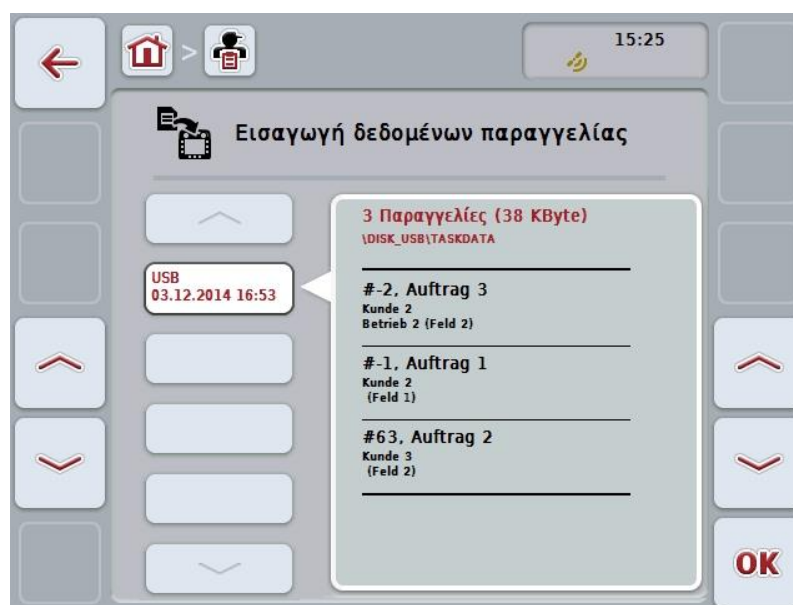 15:25
Εισαγωγή δεδομένων παραγγελίας
USB
03.12.2014 16:53
3 Παραγγελίες (38 KByte)
\DISK_USB\TASKDATA
#-2, Auftrag 3
Kunde 2
Betrieb 2 (Feld 2)
#-1, Auftrag 1
Kunde 2
(Feld 1)
#63, Auftrag 2
Kunde 3
(Feld 2)
OK